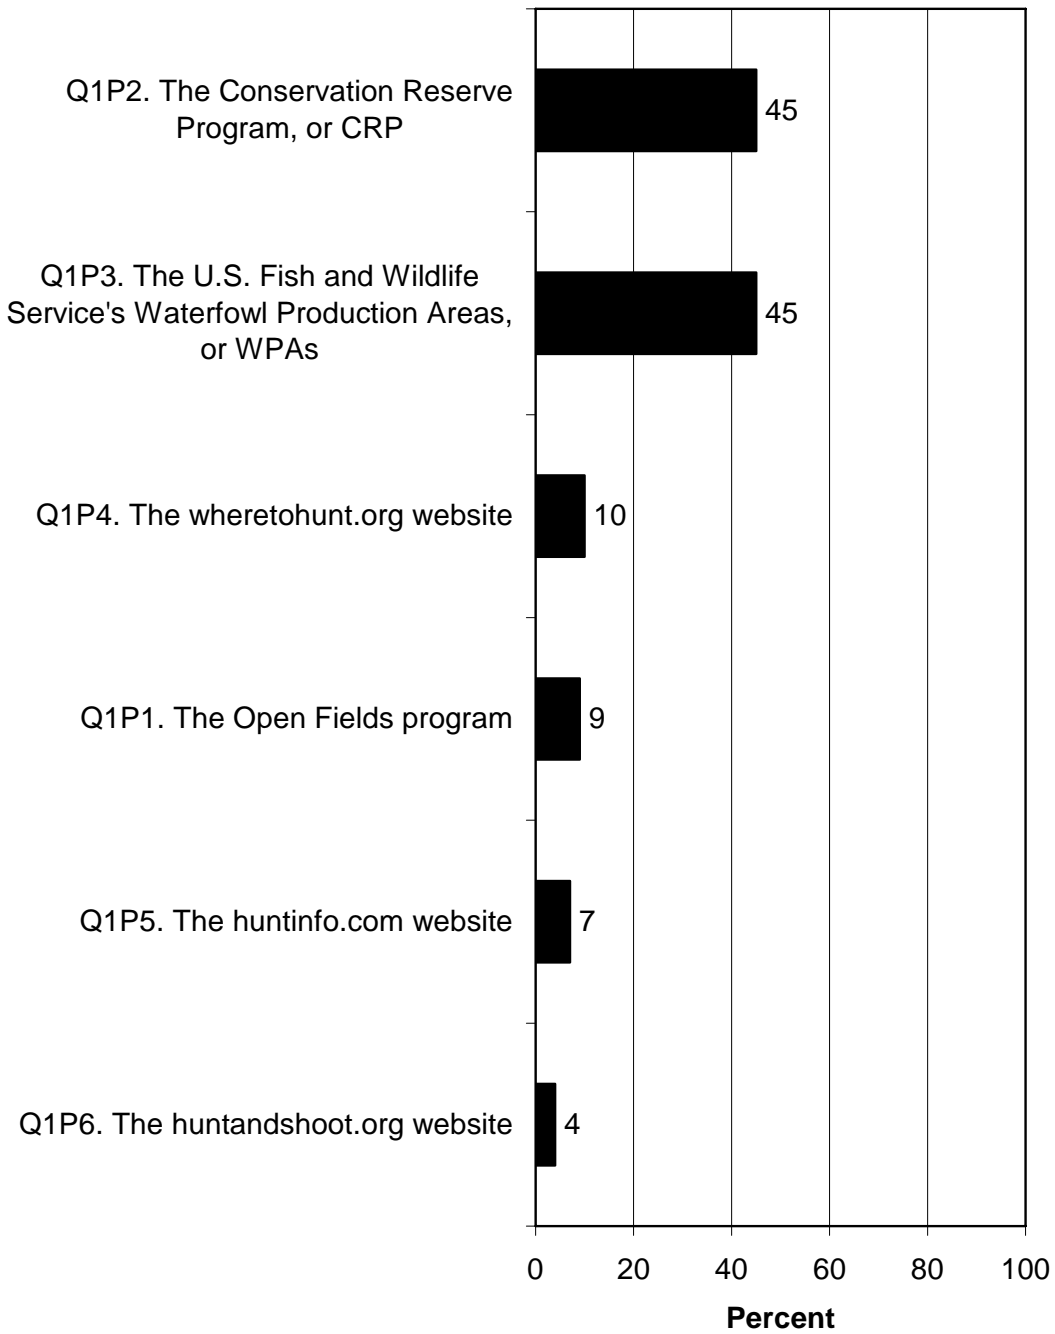 Q1P2. The Conservation Reserve
Program, or CRP
45
Q1P3. The U.S. Fish and Wildlife
Service's Waterfowl Production Areas,
or WPAs
45
Q1P4. The wheretohunt.org website
10
Q1P1. The Open Fields program
9
Q1P5. The huntinfo.com website
7
Q1P6. The huntandshoot.org website
4
0 20 40 60 80 100
Percent